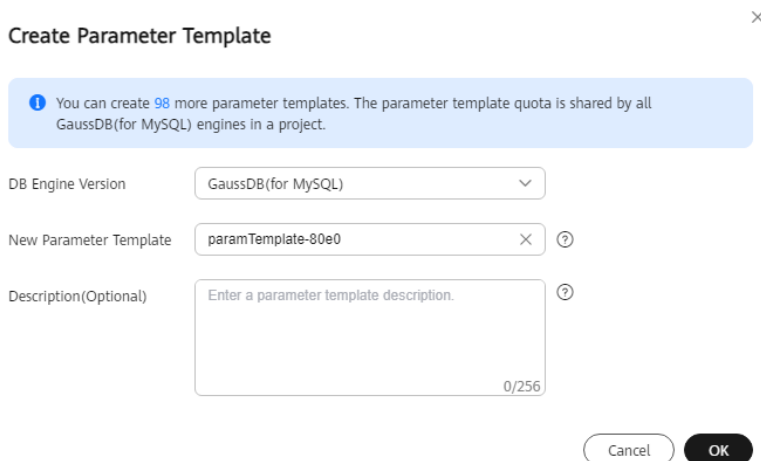 Create Parameter Template
You can create 98 more parameter templates. The parameter template quota is shared by all
GaussDB(for MySQL) engines in a project.
DB Engine Version
GaussDB(for MySQL)
New Parameter Template
paramTemplate-80e0
Description(Optional)
Enter a parameter template description.
0/256
Cancel
OK